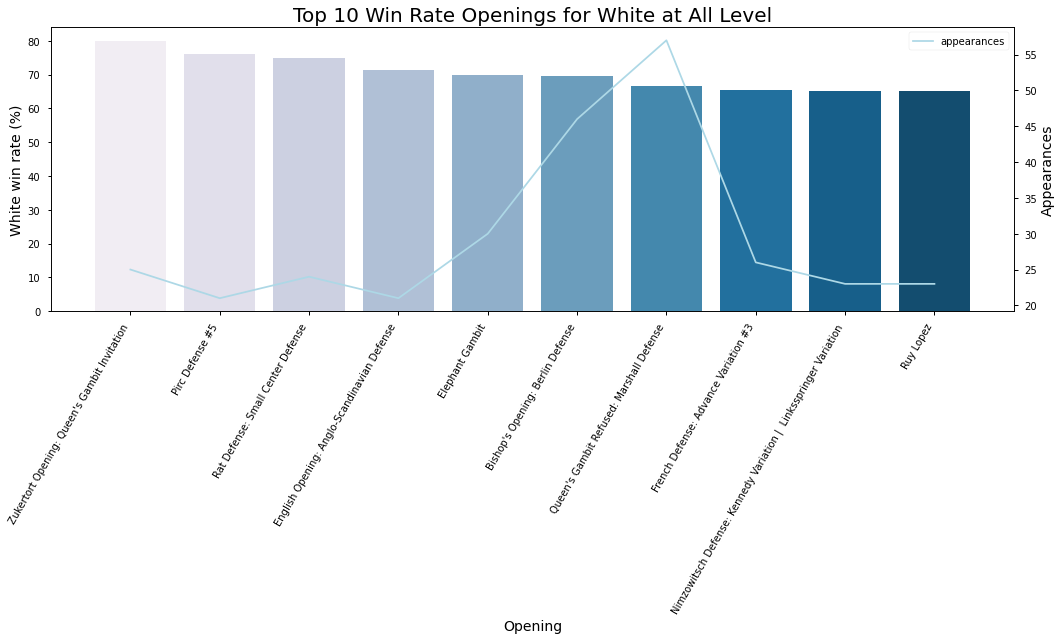 Top 10 Win Rate Openings for White at All Level
appearances
White win rate (%)
80
70
60
50
40
30
20
10
0
55
50
45
40
35
30
25
20
Appearances
Zukertort Opening: Queen's Gambit Invitation
Pirc Defense #5
Rat Defense: Small Center Defense
English Opening: Anglo-Scandinavian Defense
Elephant Gambit
Bishop's Opening: Berlin Defense
Queen's Gambit Refused: Marshall Defense
French Defense: Advance Variation #3
Nimzowitsch Defense: Kennedy Variation | Linksspringer Variation
Ruy Lopez
Opening